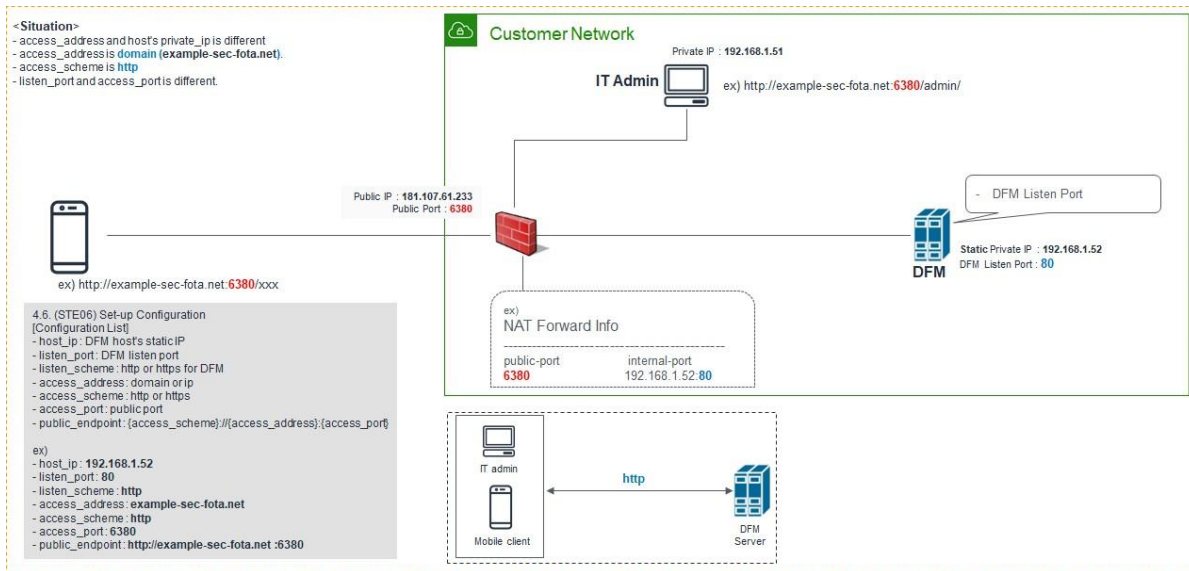 <Situation>
- access_address and host's private_ip is different
- access_address is domain (example-sec-fota.net).
- access_scheme is http
- listen_port and access_port is different.
Customer Network
Private IP : 192.168.1.51
IT Admin
ex) http://example-sec-fota.net:6380/admin/
Public IP : 181.107.61.233
Public Port : 6380
- DFM Listen Port
Static Private IP : 192.168.1.52
DFM Listen Port : 80
DFM
ex) http://example-sec-fota.net:6380/xxx
ex)
NAT Forward Info
public-port internal-port
6380 192.168.1.52:80
4.6. (STE06) Set-up Configuration
[Configuration List]
- host_ip : DFM host's static IP
- listen_port : DFM listen port
- listen_scheme : http or https for DFM
- access_address : domain or ip
- access_scheme : http or https
- access_port : public port
- public_endpoint : {access_scheme}://{access_address}:{access_port}
ex)
- host_ip : 192.168.1.52
- listen_port : 80
- listen_scheme : http
- access_address : example-sec-fota.net
- access_scheme : http
- access_port : 6380
- public_endpoint : http://example-sec-fota.net :6380
IT admin
Mobile client
http
DFM
Server